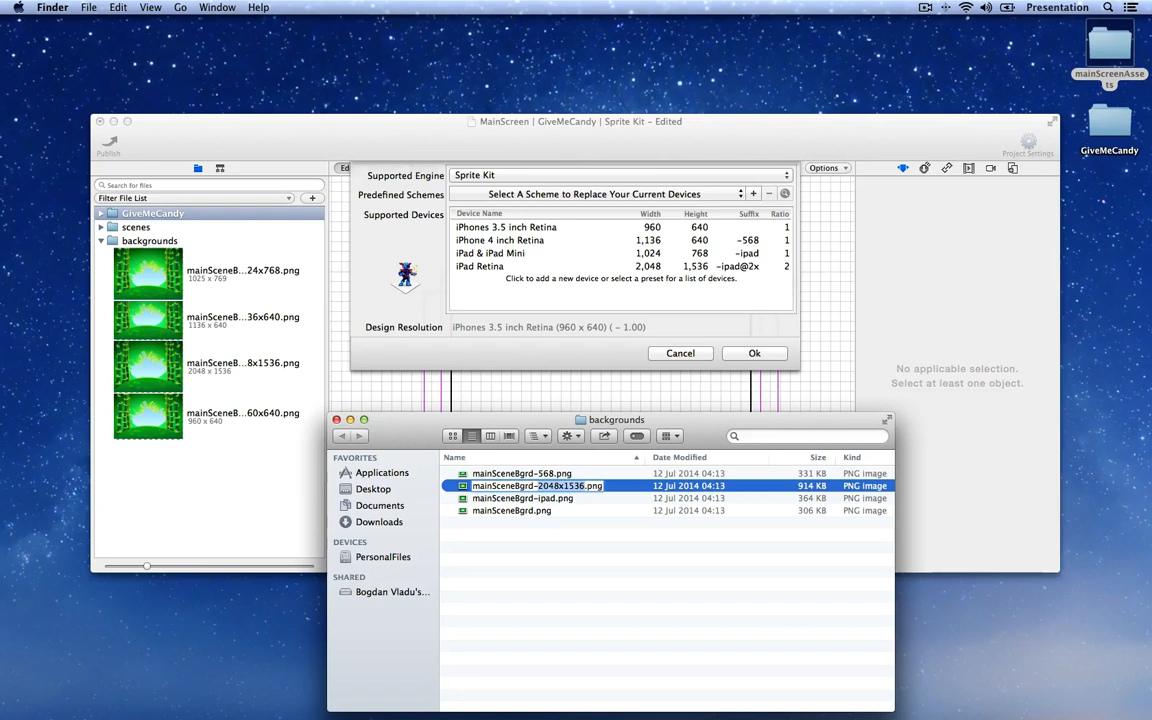 Finder File Edit View Go Window Help Presentation
mainScreenAsse
ts
GiveMeCandy
MainScreen | GiveMeCandy | Sprite Kit – Edited
Publish
Project Settings
Search for files
Filter File List
GiveMeCandy
scenes
backgrounds
mainSceneB...24x768.png
1025 x 769
mainSceneB...36x640.png
1136 x 640
mainSceneB...8x1536.png
2048 x 1536
mainSceneB...60x640.png
960 x 640
Options
Supported Engine Sprite Kit
Predefined Schemes Select A Scheme to Replace Your Current Devices
Supported Devices
Device Name Width Height Suffix Ratio
iPhones 3.5 inch Retina 960 640 1
iPhone 4 inch Retina 1,136 640 -568 1
iPad & iPad Mini 1,024 768 -ipad 1
iPad Retina 2,048 1,536 -ipad@2x 2
Click to add a new device or select a preset for a list of devices.
Design Resolution iPhones 3.5 inch Retina (960 x 640) ( - 1.00)
Cancel Ok
No applicable selection.
Select at least one object.
backgrounds
FAVORITES
Applications
Desktop
Documents
Downloads
DEVICES
PersonalFiles
SHARED
Bogdan Vladu's...
Name Date Modified Size Kind
mainSceneBgrd-568.png 12 Jul 2014 04:13 331 KB PNG image
mainSceneBgrd-2048x1536.png 12 Jul 2014 04:13 914 KB PNG image
mainSceneBgrd-ipad.png 12 Jul 2014 04:13 364 KB PNG image
mainSceneBgrd.png 12 Jul 2014 04:13 306 KB PNG image